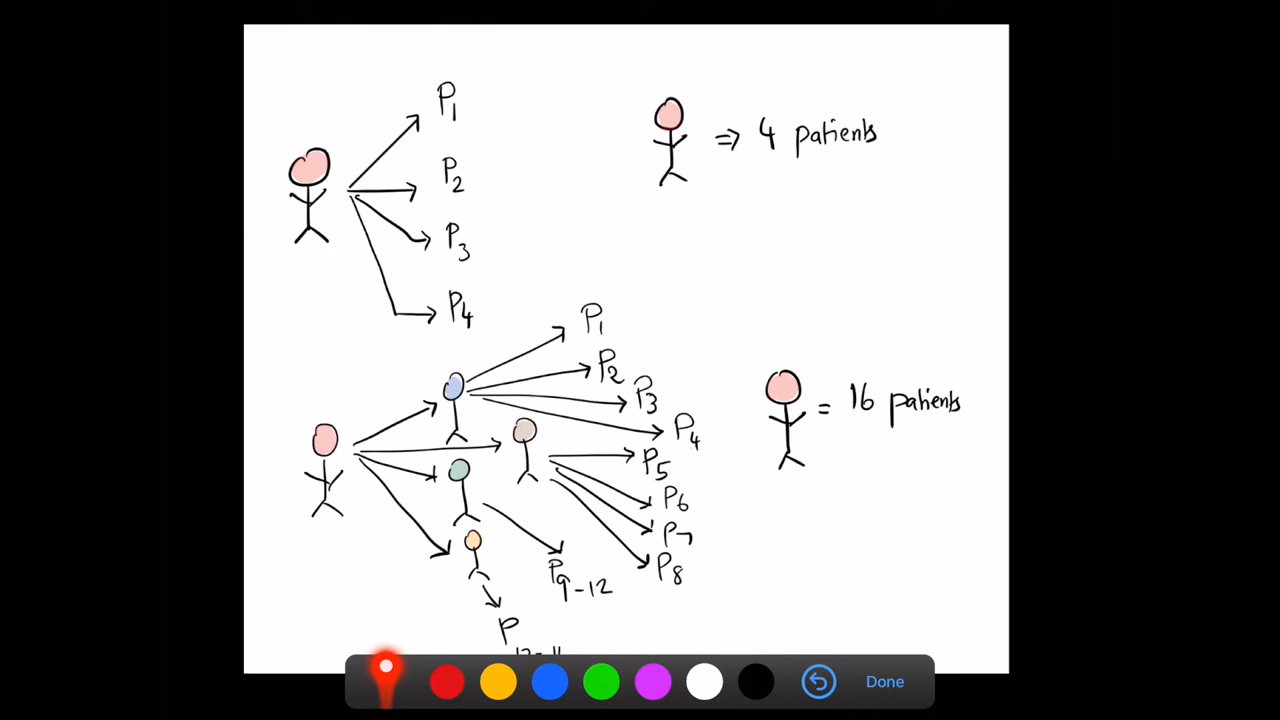 P1
P2
P3
P4
⇒ 4 patients
P1
P2
P3
P4
P5
P6
P7
P8
P9-12
P
= 16 patients
Done